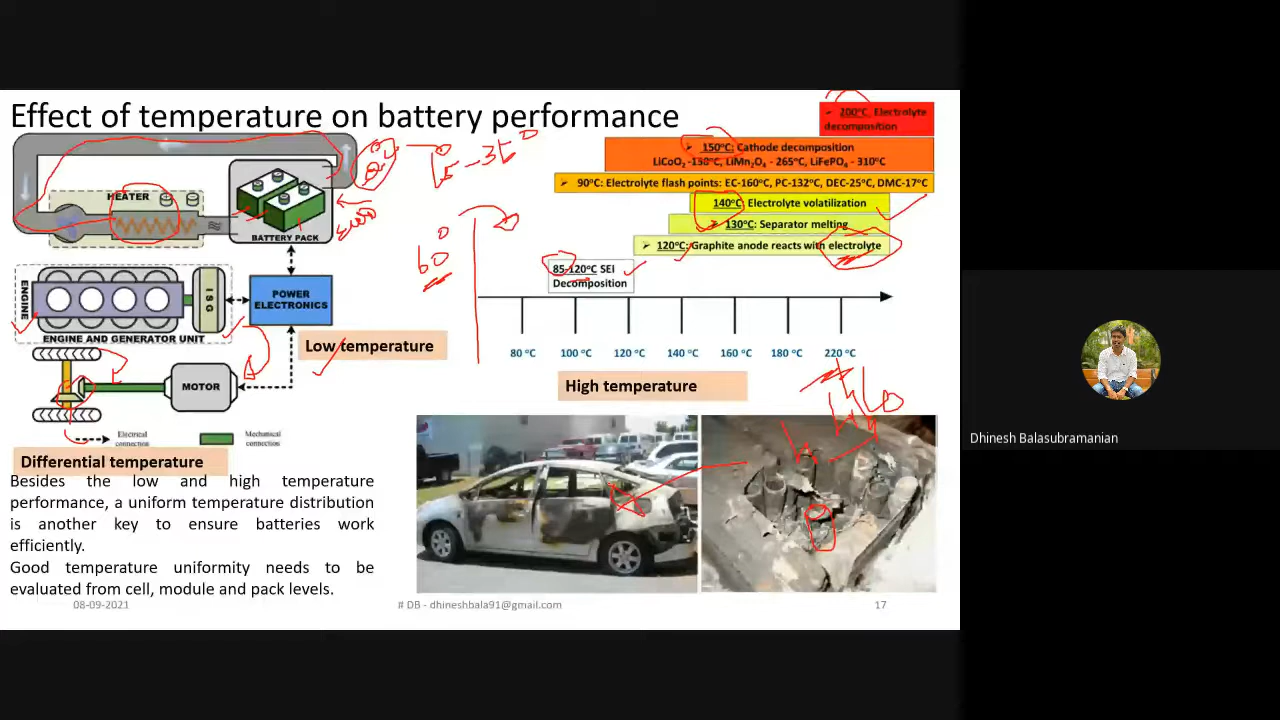 Effect of temperature on battery performance
HEATER
BATTERY PACK
15-35°
ENGINE
ISG
ENGINE AND GENERATOR UNIT
POWER
ELECTRONICS
MOTOR
Low temperature
Electrical
connection
Mechanical
connection
Differential temperature
Besides the low and high temperature
performance, a uniform temperature distribution
is another key to ensure batteries work
efficiently.
Good temperature uniformity needs to be
evaluated from cell, module and pack levels.
60°
➢ 200°C Electrolyte
decomposition
➢ 150°C: Cathode decomposition
LiCoO₂ -150°C, LiMn₂O₄ - 265°C, LiFePO₄ - 310°C
➢ 90°C: Electrolyte flash points: EC-160°C, PC-132°C, DEC-25°C, DMC-17°C
140°C Electrolyte volatilization
➢ 130°C: Separator melting
➢ 120°C: Graphite anode reacts with electrolyte
85-120°C SEI
Decomposition
80 °C 100 °C 120 °C 140 °C 160 °C 180 °C 220 °C
High temperature
08-09-2021
# DB - dhineshbala91@gmail.com
17
Dhinesh Balasubramanian